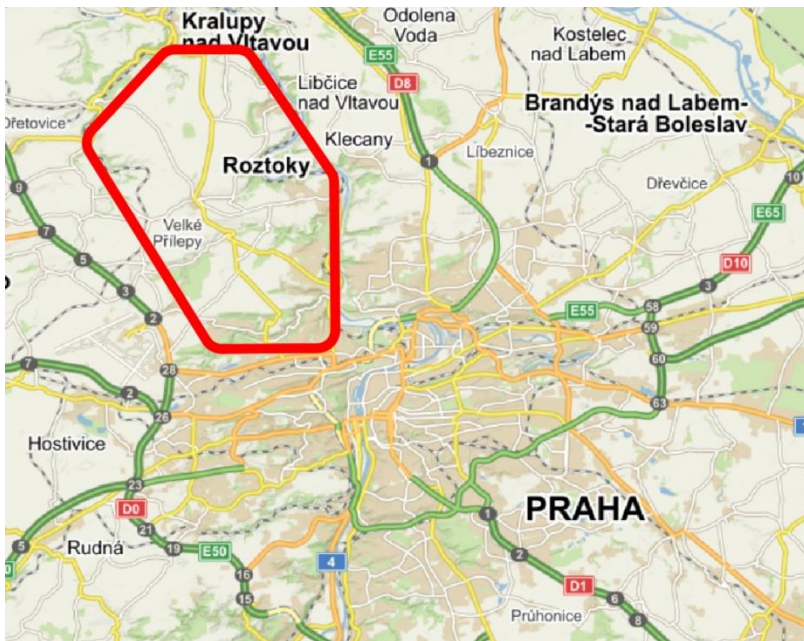 Kralupy
nad Vltavou
Odolena
Voda
Kostelec
nad Labem
E55
D8
Libčice
nad Vltavou
Brandýs nad Labem-
-Stará Boleslav
Dřetovice
Klecany
1
Líbeznice
Roztoky
Dřevčice
10
9
E65
7
Velké
Přílepy
5
D10
3
3
2
E55
58
59
7
28
60
2
26
63
Hostivice
23
D0
1
PRAHA
21
5
Rudná
19
E50
4
2
16
D1
15
6
Průhonice
8